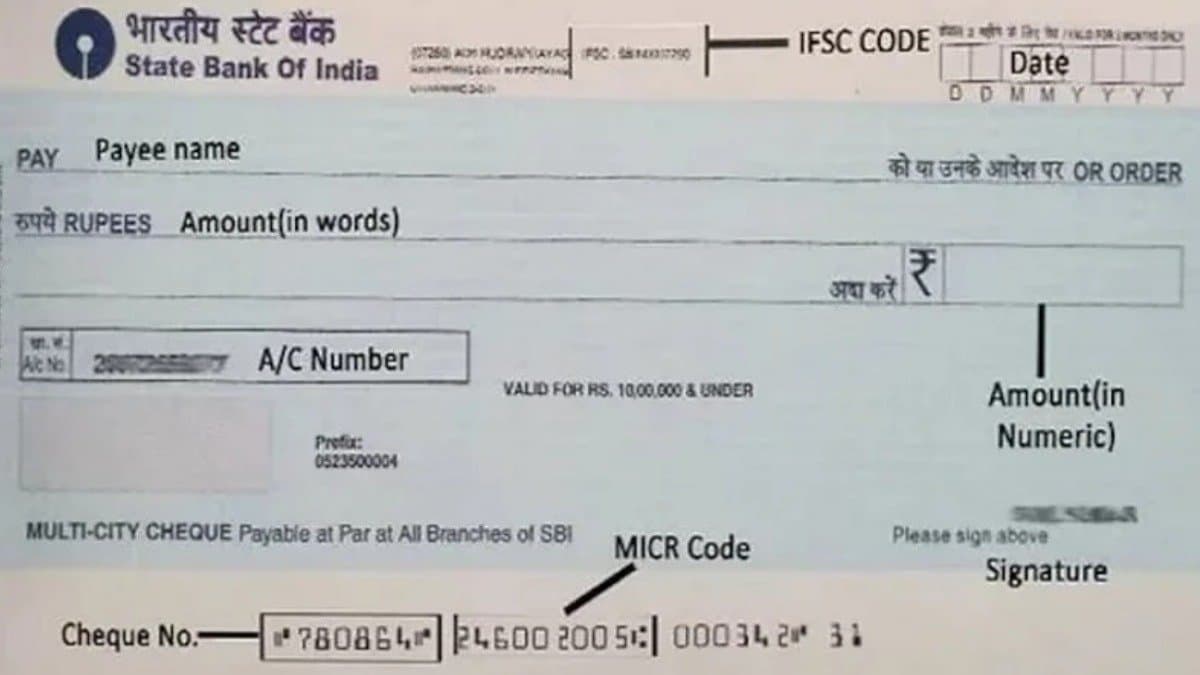 भारतीय स्टेट बैंक
State Bank Of India
IFSC CODE
Date
D D M M Y Y Y Y
PAY Payee name
को या उनके आदेश पर OR ORDER
रुपये RUPEES Amount(in words)
अदा करें ₹
खा. सं.
A/c No. A/C Number
VALID FOR RS. 10,00,000 & UNDER
Amount(in
Numeric)
Prefix:
0523500004
MULTI-CITY CHEQUE Payable at Par at All Branches of SBI
Please sign above
MICR Code
Signature
Cheque No. ⑈780864⑈ 246002005⑆ 000342⑈ 31